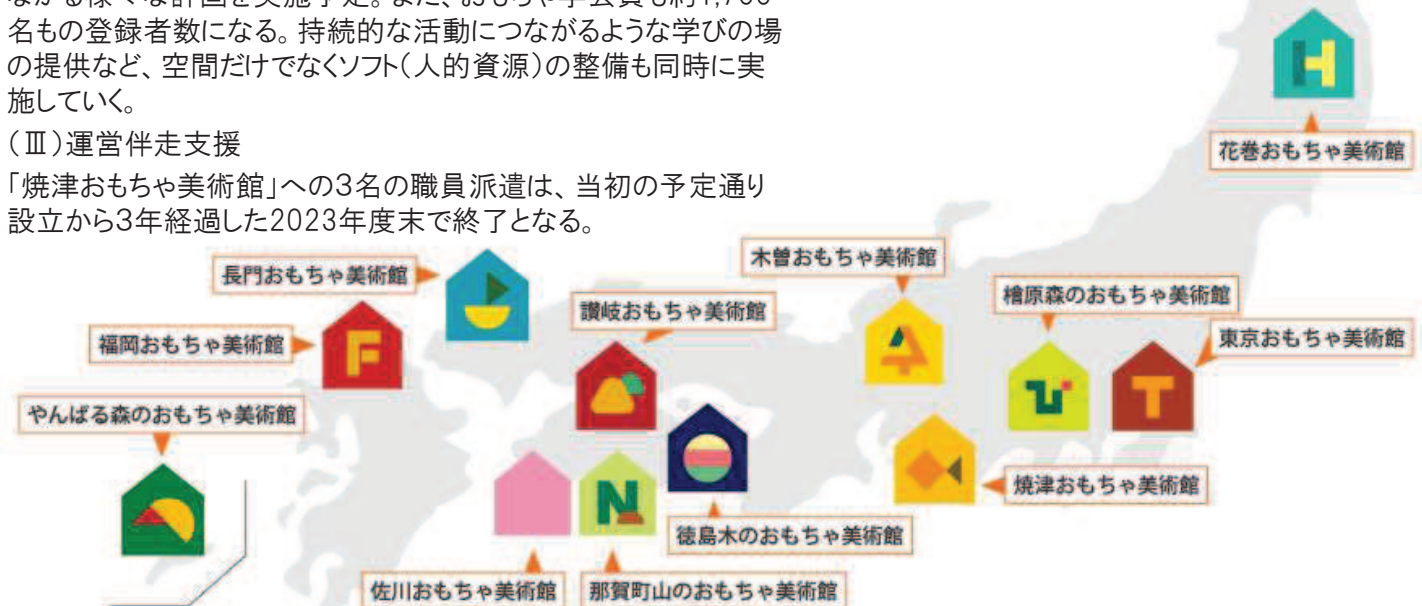 名もの登録者数になる。持続的な活動につながるような学びの場
の提供など、空間だけでなくソフト(人的資源)の整備も同時に実
施していく。
(Ⅲ)運営伴走支援
「焼津おもちゃ美術館」への3名の職員派遣は、当初の予定通り
設立から3年経過した2023年度末で終了となる。
H
花巻おもちゃ美術館
木曽おもちゃ美術館
長門おもちゃ美術館
讃岐おもちゃ美術館
檜原森のおもちゃ美術館
福岡おもちゃ美術館
F
東京おもちゃ美術館
T
やんばる森のおもちゃ美術館
焼津おもちゃ美術館
N
徳島木のおもちゃ美術館
佐川おもちゃ美術館
那賀町山のおもちゃ美術館